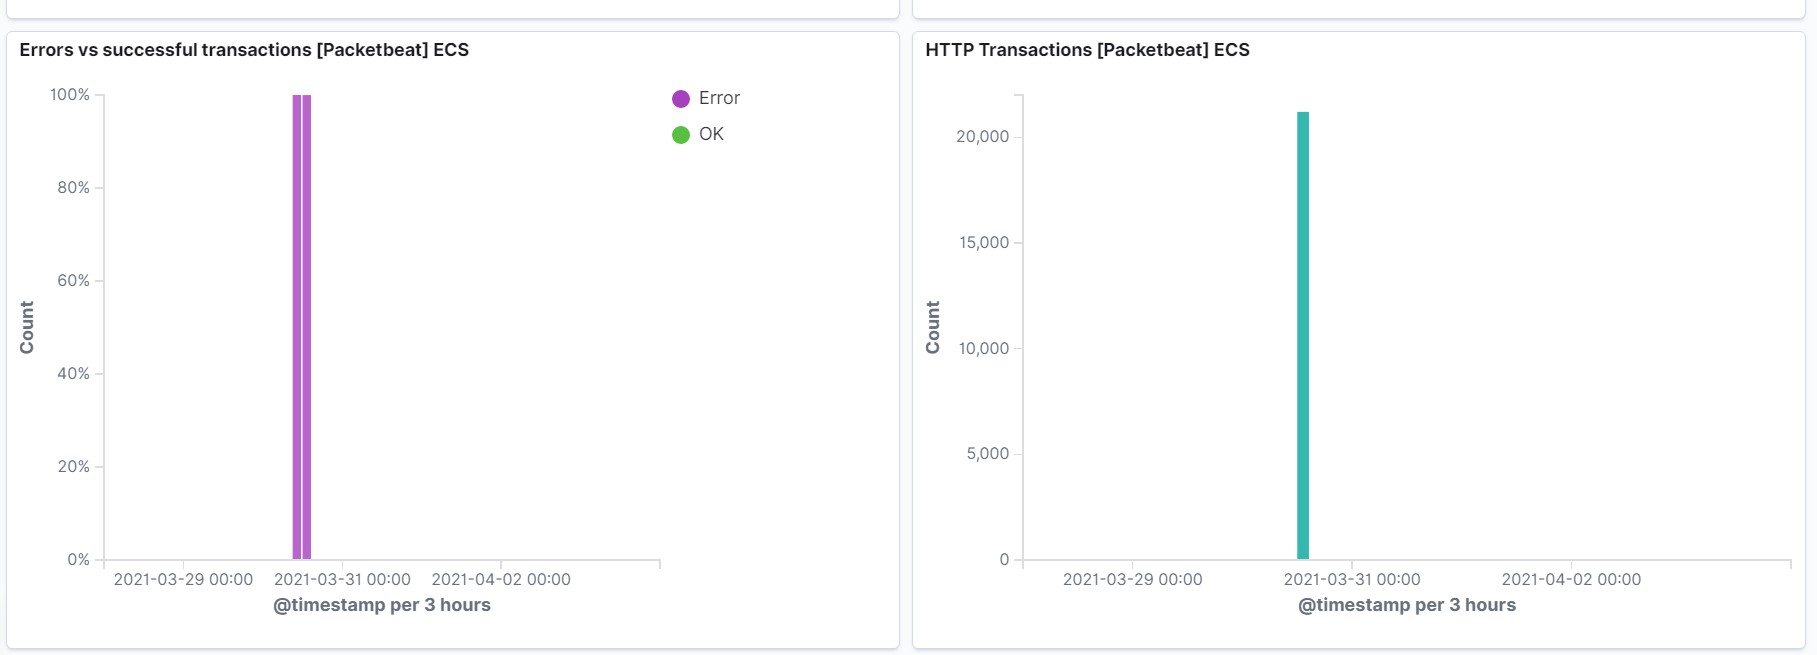 Errors vs successful transactions [Packetbeat] ECS
100%
80%
60%
40%
20%
0%
Count
2021-03-29 00:00
2021-03-31 00:00
2021-04-02 00:00
@timestamp per 3 hours
Error
OK
HTTP Transactions [Packetbeat] ECS
20,000
15,000
10,000
5,000
0
Count
2021-03-29 00:00
2021-03-31 00:00
2021-04-02 00:00
@timestamp per 3 hours